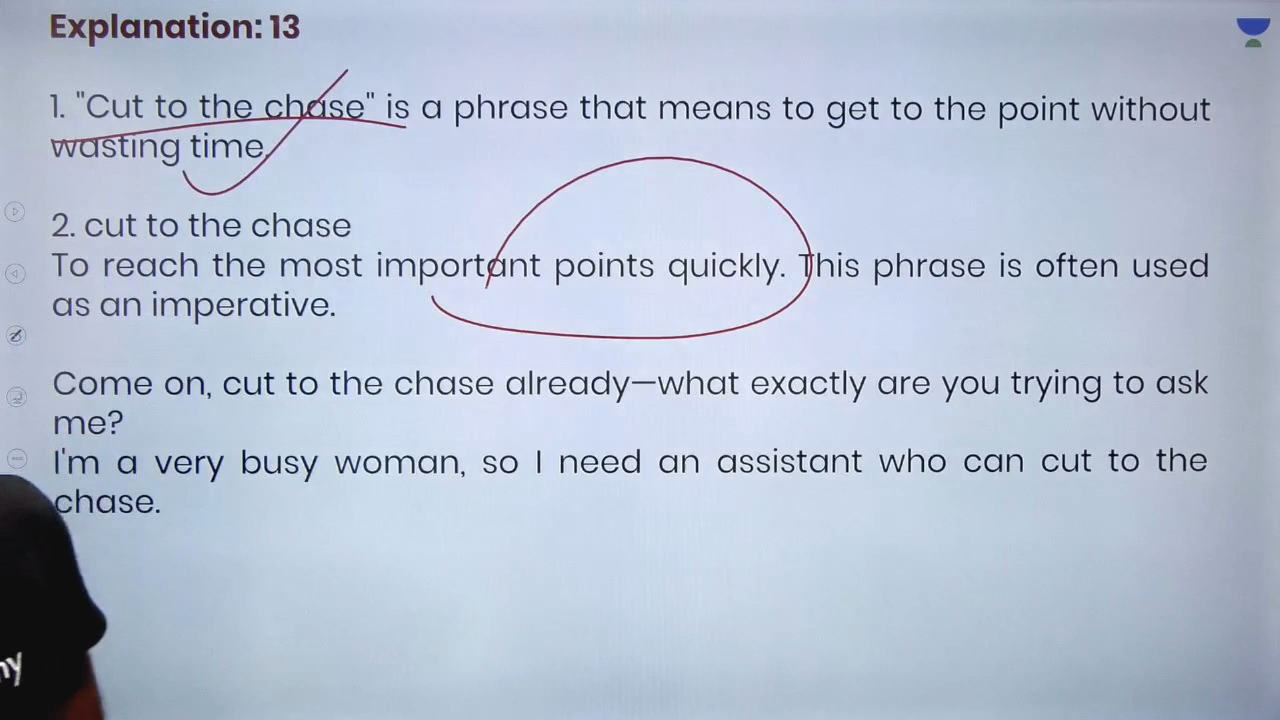 Explanation: 13
1. "Cut to the chase" is a phrase that means to get to the point without
wasting time.
2. cut to the chase
To reach the most important points quickly. This phrase is often used
as an imperative.
Come on, cut to the chase already—what exactly are you trying to ask
me?
I'm a very busy woman, so I need an assistant who can cut to the
chase.